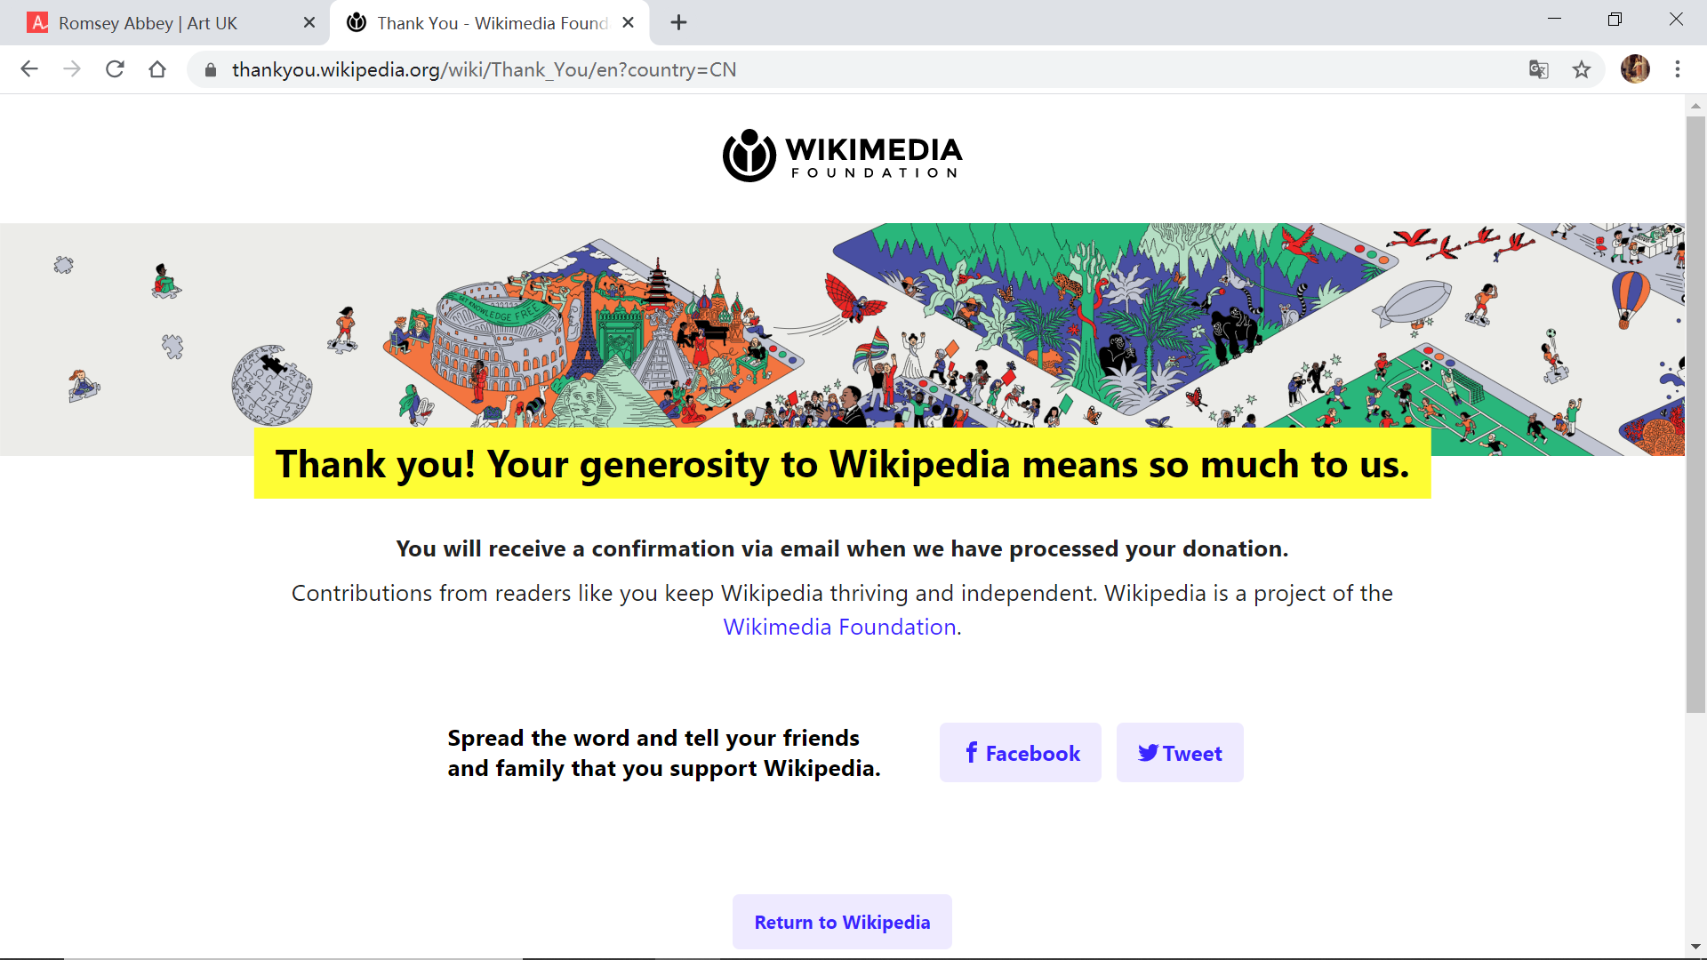 Romsey Abbey | Art UK
Thank You - Wikimedia Found
thankyou.wikipedia.org/wiki/Thank_You/en?country=CN
WIKIMEDIA
FOUNDATION
KNOWLEDGE FREE
Thank you! Your generosity to Wikipedia means so much to us.
You will receive a confirmation via email when we have processed your donation.
Contributions from readers like you keep Wikipedia thriving and independent. Wikipedia is a project of the
Wikimedia Foundation.
Spread the word and tell your friends
and family that you support Wikipedia.
Facebook
Tweet
Return to Wikipedia